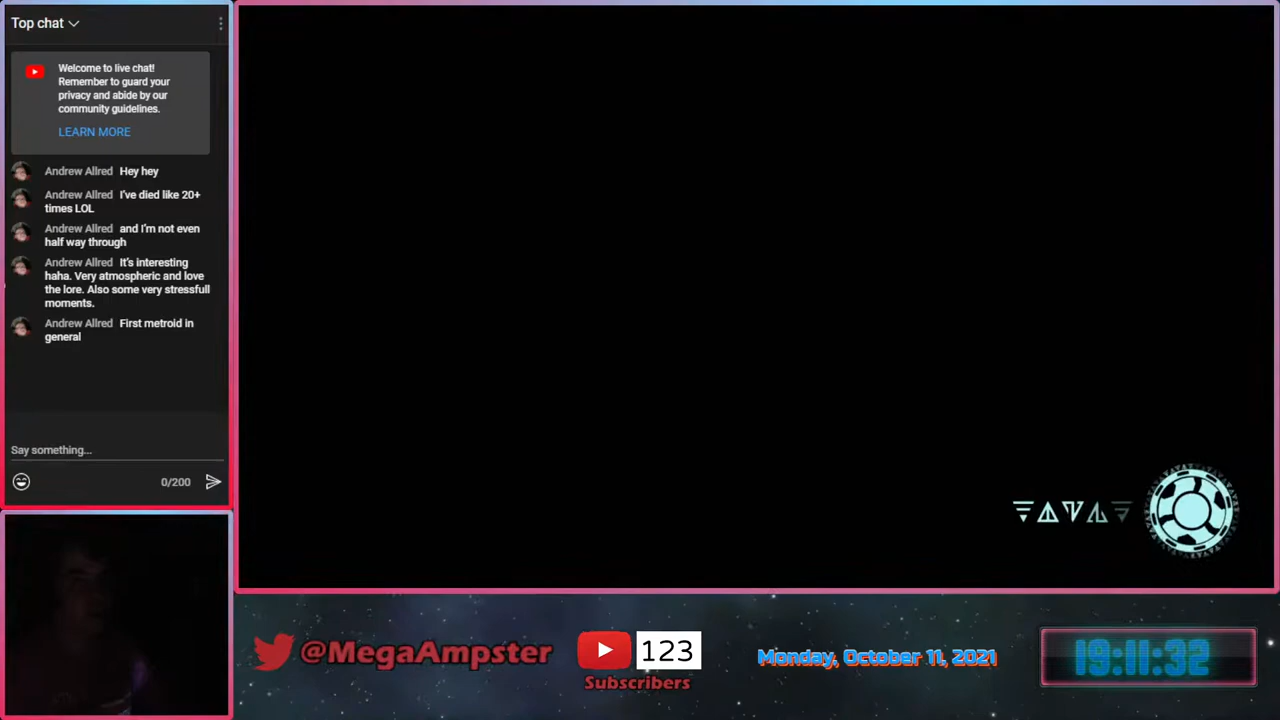 Top chat
Welcome to live chat!
Remember to guard your
privacy and abide by our
community guidelines.
LEARN MORE
Andrew Allred Hey hey
Andrew Allred I've died like 20+
times LOL
Andrew Allred and I'm not even
half way through
Andrew Allred It's interesting
haha. Very atmospheric and love
the lore. Also some very stressfull
moments.
Andrew Allred First metroid in
general
Say something...
0/200
@MegaAmpster
123
Subscribers
Monday, October 11, 2021
19:11:32